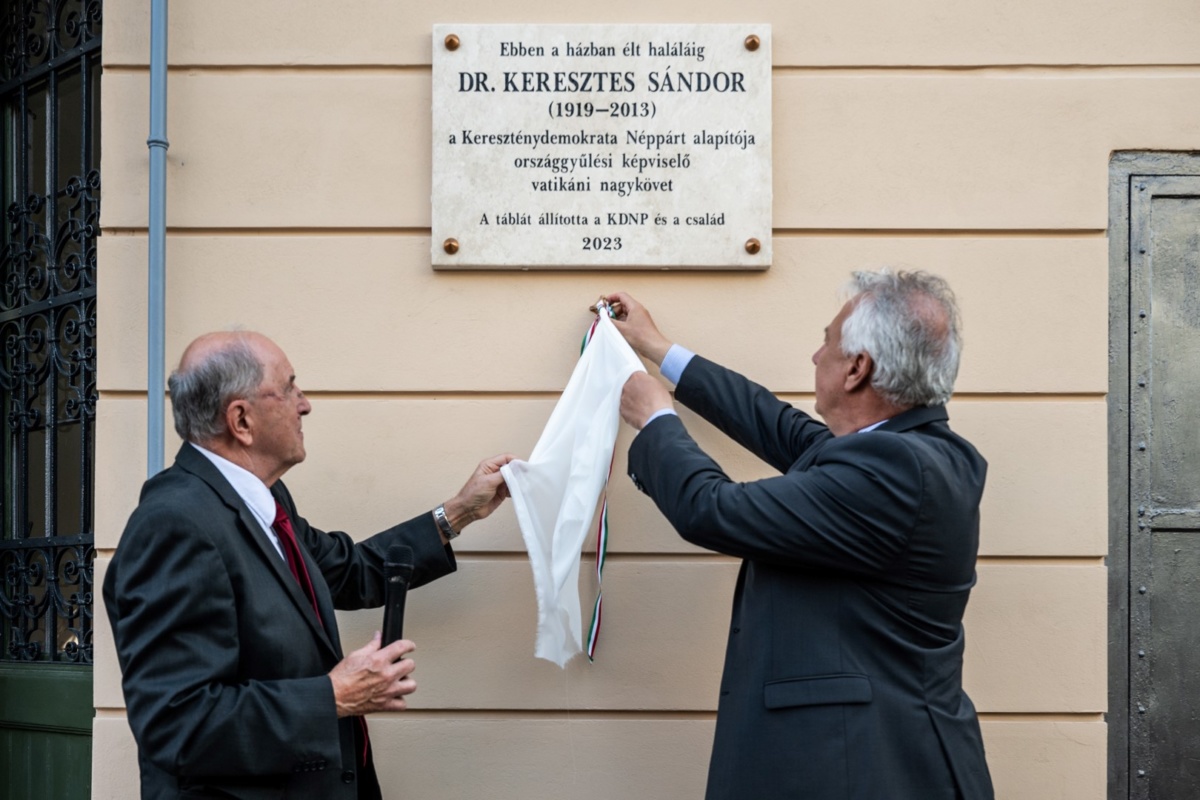 Ebben a házban élt haláláig
DR. KERESZTES SÁNDOR
(1919–2013)
a Kereszténydemokrata Néppárt alapítója
országgyűlési képviselő
vatikáni nagykövet
A táblát állította a KDNP és a család
2023